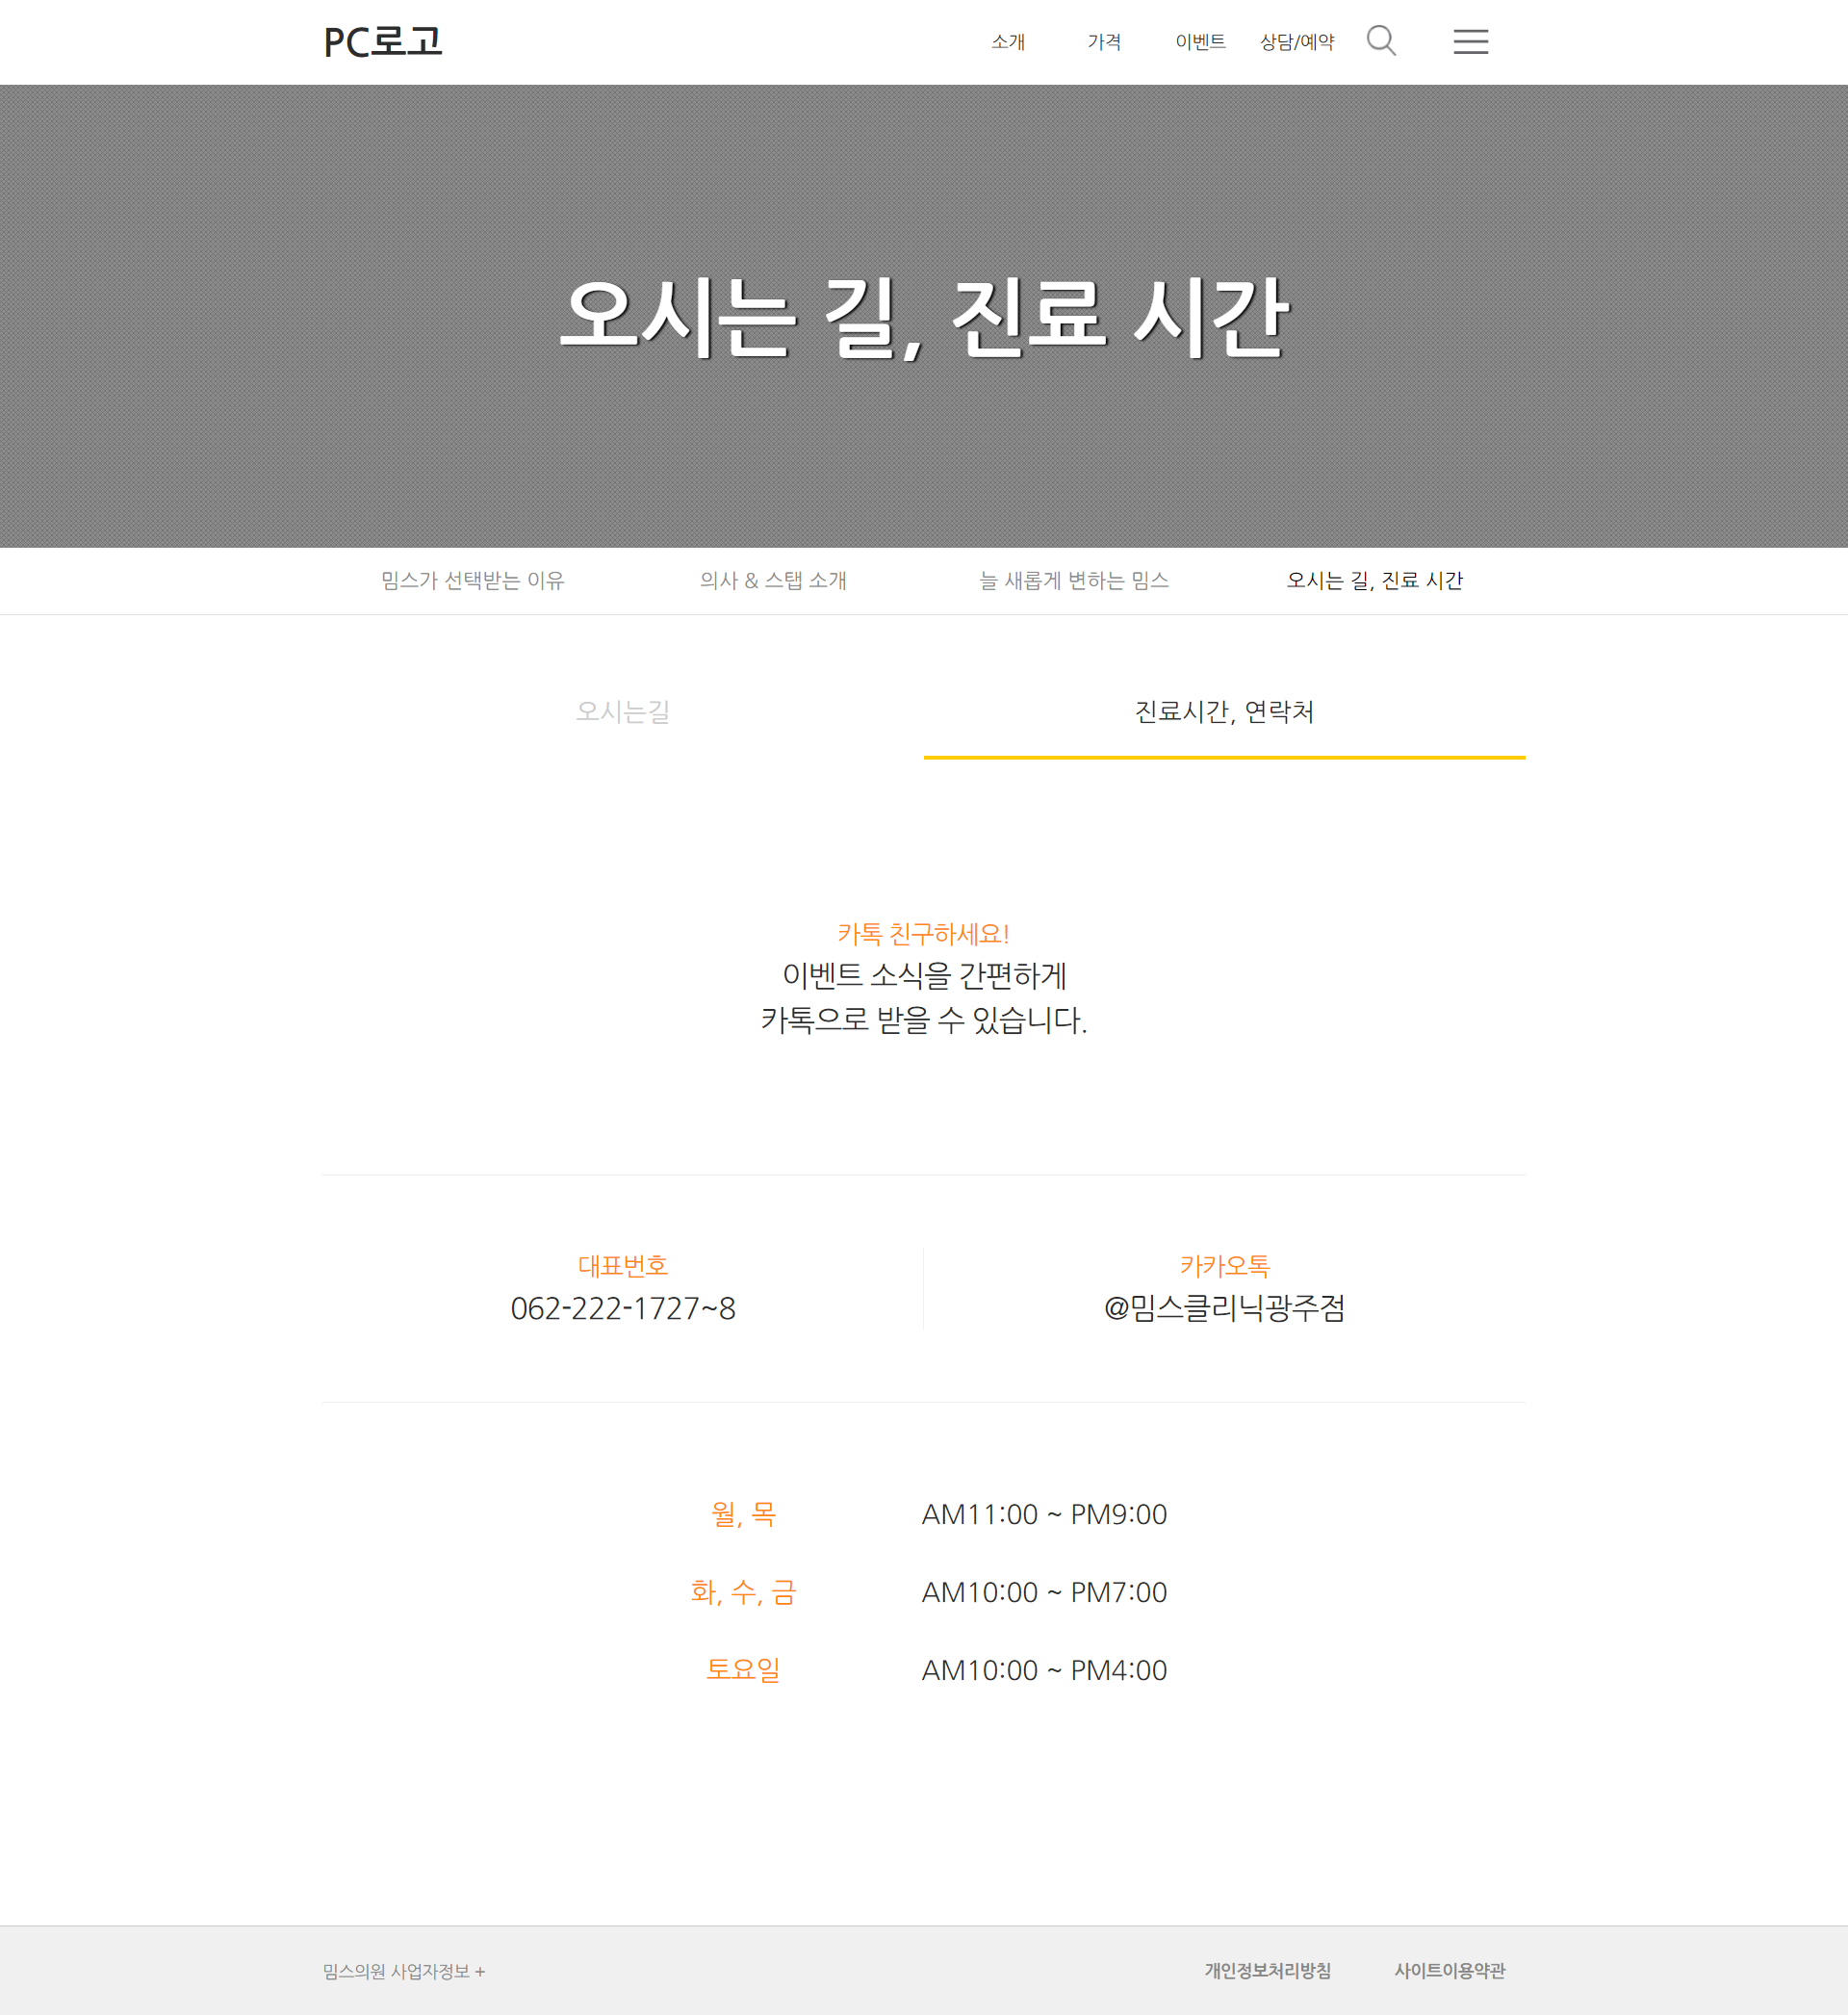 PC로고
소개
가격
이벤트
상담/예약
오시는 길, 진료 시간
밈스가 선택받는 이유
의사 & 스탭 소개
늘 새롭게 변하는 밈스
오시는 길, 진료 시간
오시는길
진료시간, 연락처
카톡 친구하세요!
이벤트 소식을 간편하게
카톡으로 받을 수 있습니다.
대표번호
062-222-1727~8
카카오톡
@밈스클리닉광주점
월, 목
AM11:00 ~ PM9:00
화, 수, 금
AM10:00 ~ PM7:00
토요일
AM10:00 ~ PM4:00
밈스의원 사업자정보 +
개인정보처리방침
사이트이용약관